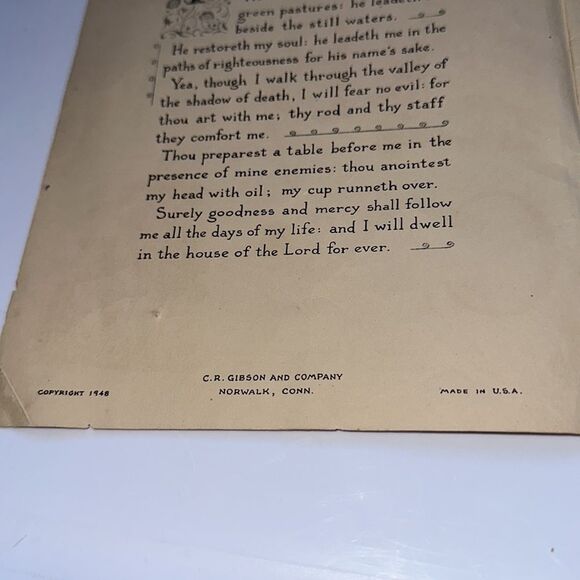 green pastures: he
beside the still waters.
He restoreth my soul: he leadeth me in the
paths of righteousness for his name's sake.
Yea, though I walk through the valley of
the shadow of death, I will fear no evil: for
thou art with me; thy rod and thy staff
they comfort me.
Thou preparest a table before me in the
presence of mine enemies: thou anointest
my head with oil; my cup runneth over.
Surely goodness and mercy shall follow
me all the days of my life: and I will dwell
in the house of the Lord for ever.
C.R. GIBSON AND COMPANY
COPYRIGHT 1948 NORWALK, CONN. MADE IN U.S.A.